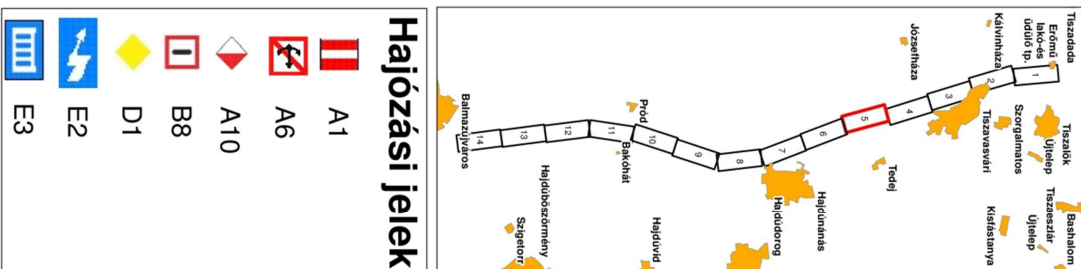 Hajózási jelek
A1
A6
A10
B8
D1
E2
E3
Tiszadada
Erőmű
lakó-és
üdülő tp.
Kálvinháza
Józsefháza
Tiszalök
Újtelep
Szorgalmatos
Tiszavasvári
Bashalom
Tiszaeszlár
Újtelep
Kisfástanya
Tedej
Hajdúnánás
Hajdúdorog
Hajdúvid
Pród
Bakóhát
Hajdúböszörmény
Szigetorr
Balmazújváros
1
2
3
4
5
6
7
8
9
10
11
12
13
14